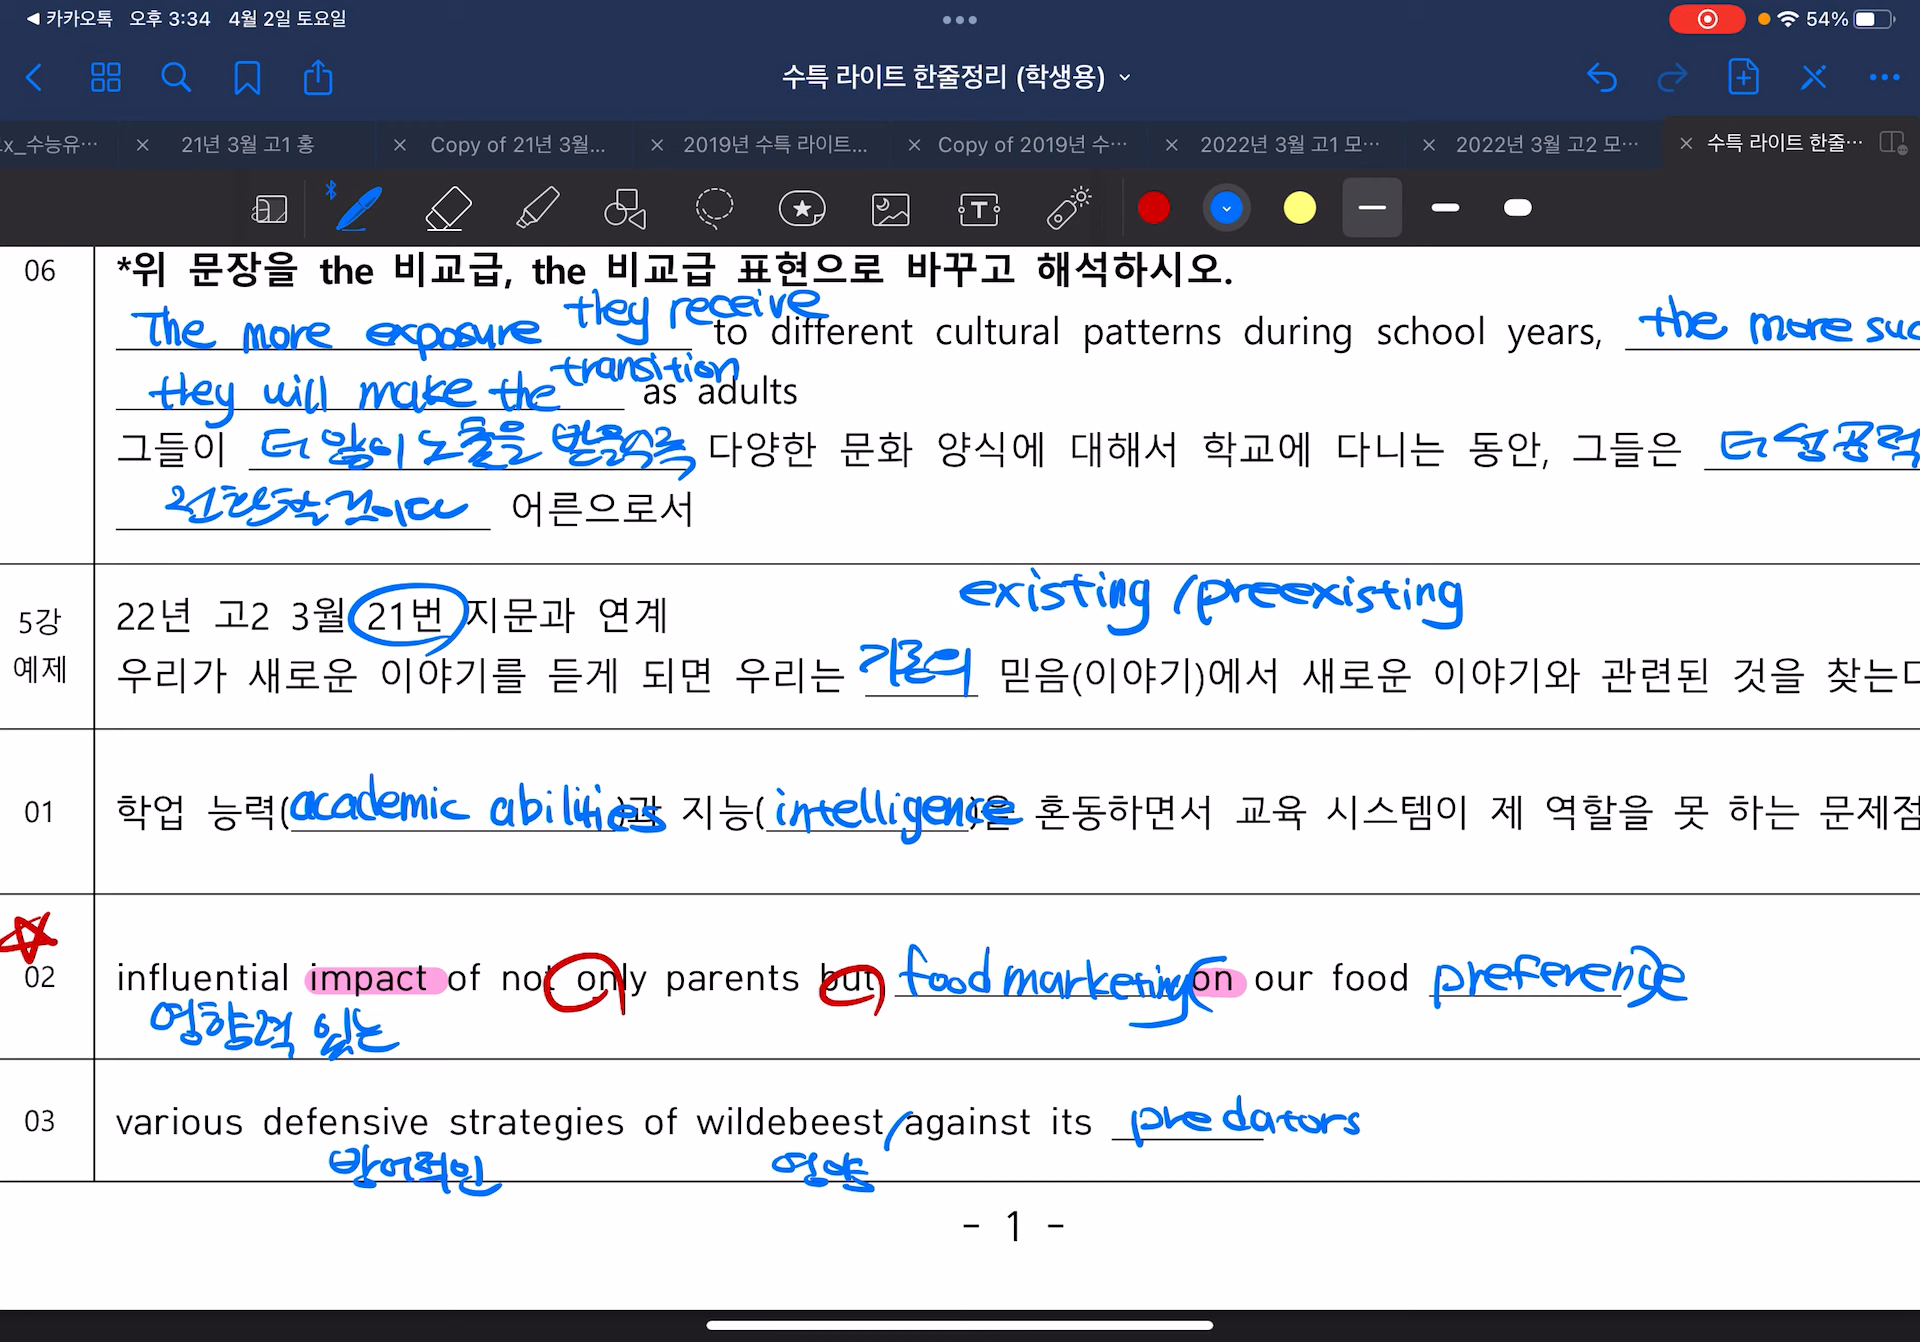 ◀ 카카오톡 오후 3:34 4월 2일 토요일 54%
수특 라이트 한줄정리 (학생용)
x_수능유… 21년 3월 고1 홍 Copy of 21년 3월… 2019년 수특 라이트… Copy of 2019년 수… 2022년 3월 고1 모… 2022년 3월 고2 모… 수특 라이트 한줄…
06 *위 문장을 the 비교급, the 비교급 표현으로 바꾸고 해석하시오.
The more exposure they receive to different cultural patterns during school years, the more suc
they will make the transition as adults
그들이 더 많이 노출을 받을수록 다양한 문화 양식에 대해서 학교에 다니는 동안, 그들은 더 성공적
전환할 것이다 어른으로서
existing / preexisting
5강 예제 22년 고2 3월 21번 지문과 연계
우리가 새로운 이야기를 듣게 되면 우리는 기존의 믿음(이야기)에서 새로운 이야기와 관련된 것을 찾는다
01 학업 능력(academic abilities)과 지능(intelligence)을 혼동하면서 교육 시스템이 제 역할을 못 하는 문제점
02 influential impact of not only parents but food marketing on our food preference
영향력 있는
03 various defensive strategies of wildebeest / against its predators
방어적인 영양
- 1 -